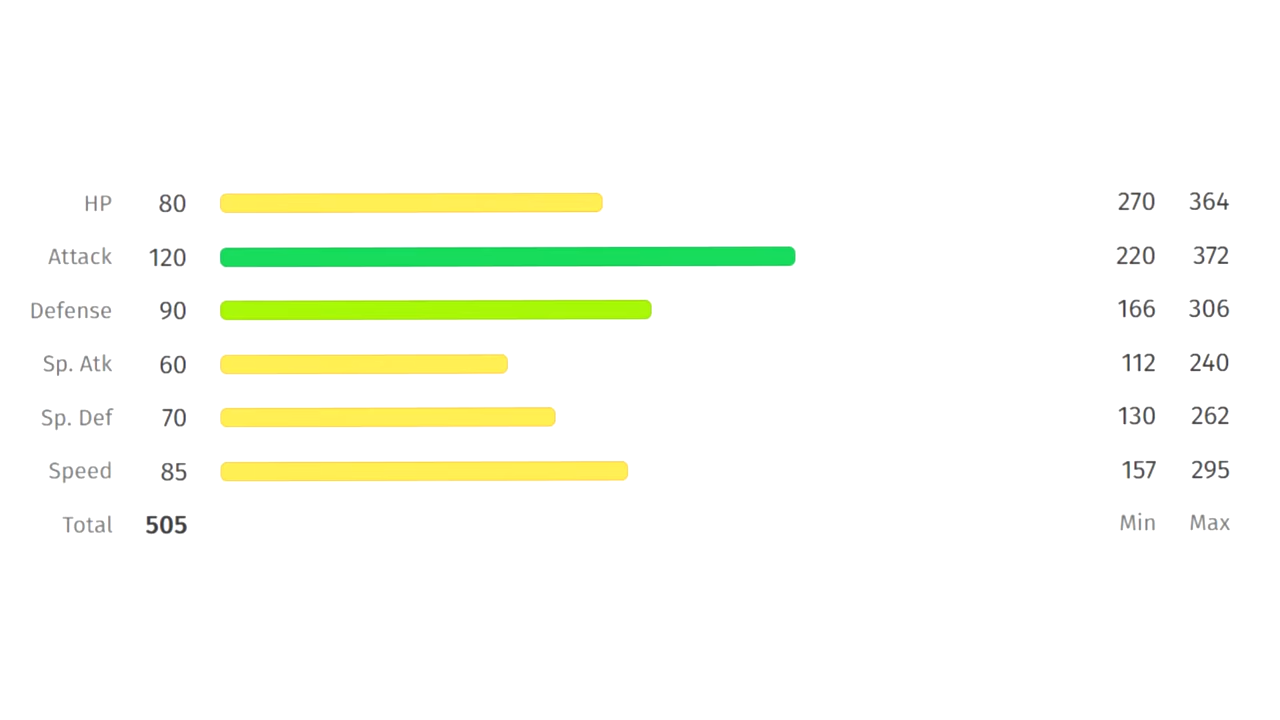 HP 80 270 364
Attack 120 220 372
Defense 90 166 306
Sp. Atk 60 112 240
Sp. Def 70 130 262
Speed 85 157 295
Total 505 Min Max